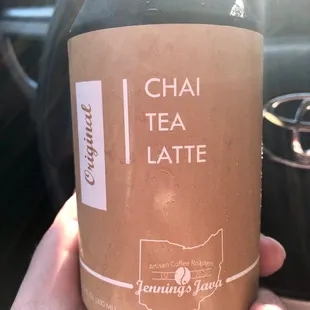 Original
CHAI
TEA
LATTE
Artisan Coffee Roasters
Jennings Java